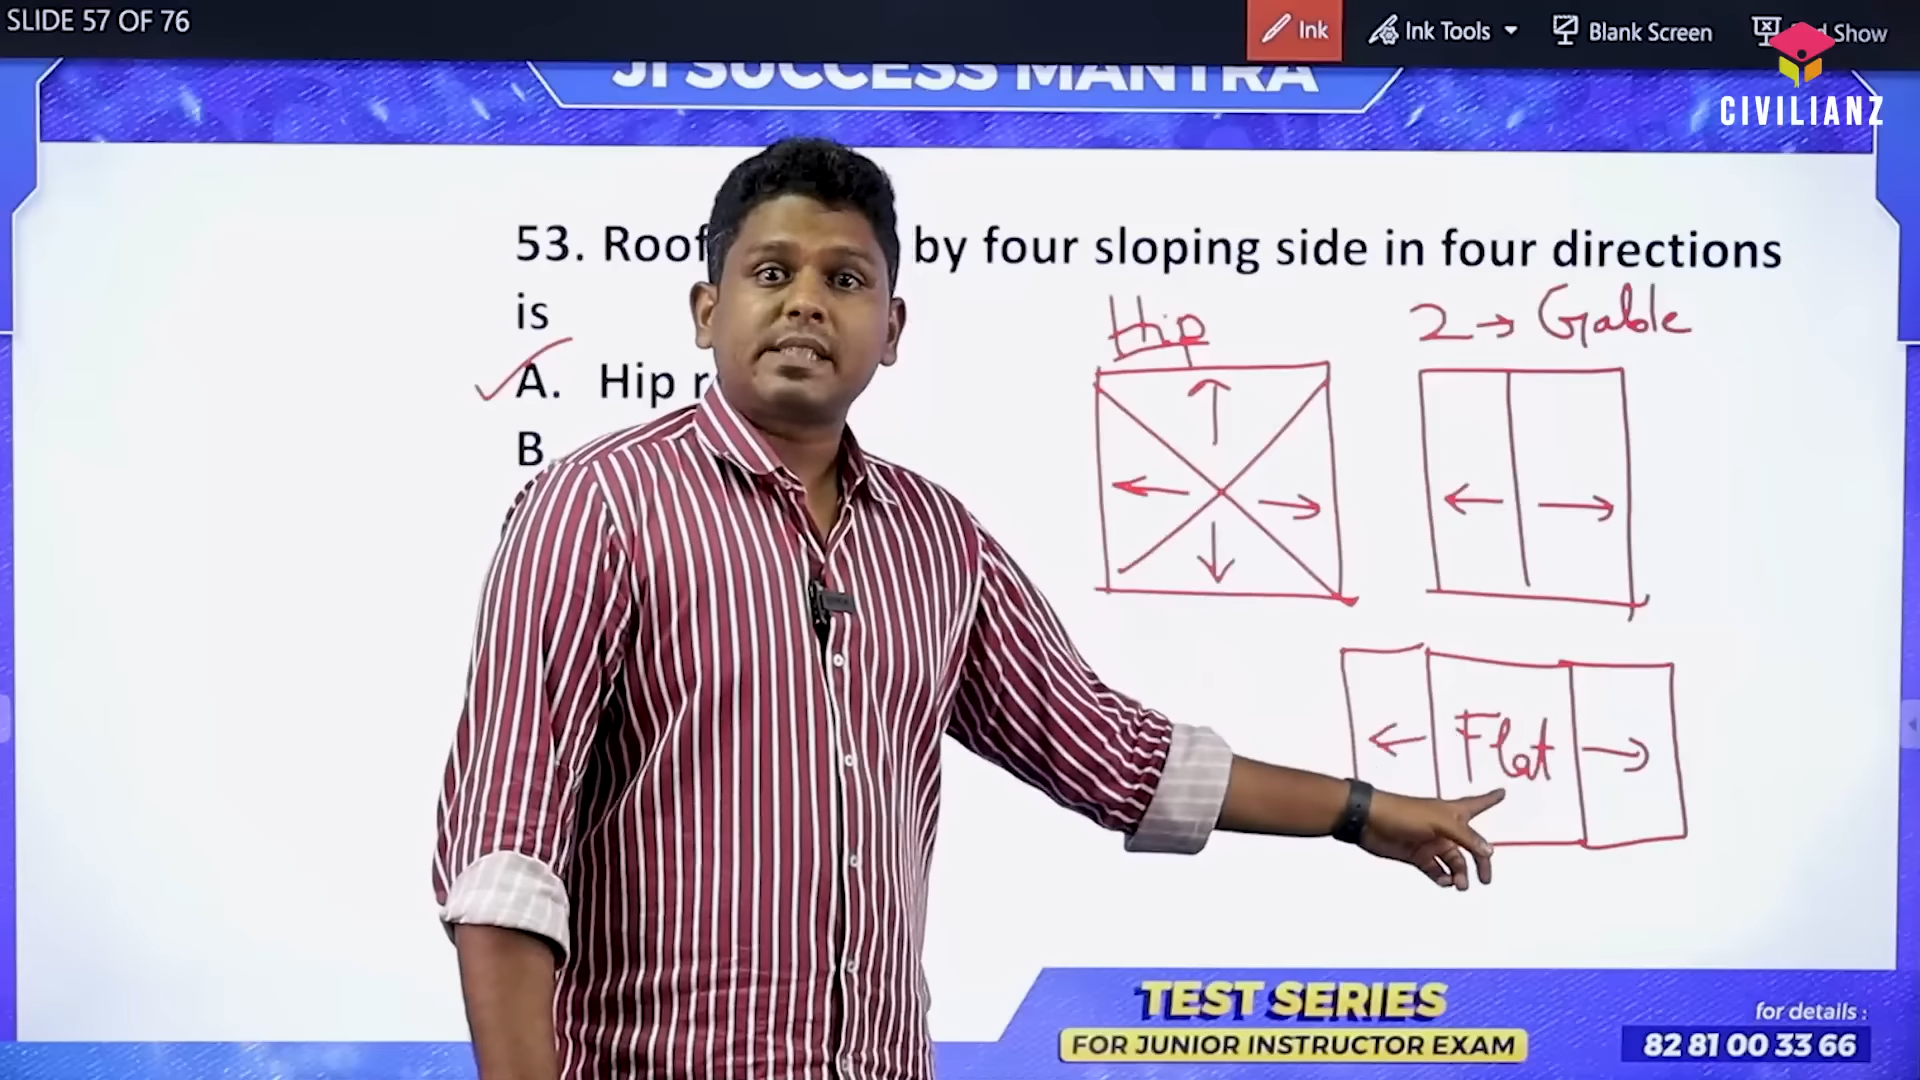 SLIDE 57 OF 76
Ink
Ink Tools
Blank Screen
Show
JI SUCCESS MANTRA
CIVILIANZ
53. Roof by four sloping side in four directions
is
A. Hip
B.
Hip
2 → Gable
Flat
TEST SERIES
FOR JUNIOR INSTRUCTOR EXAM
for details :
82 81 00 33 66